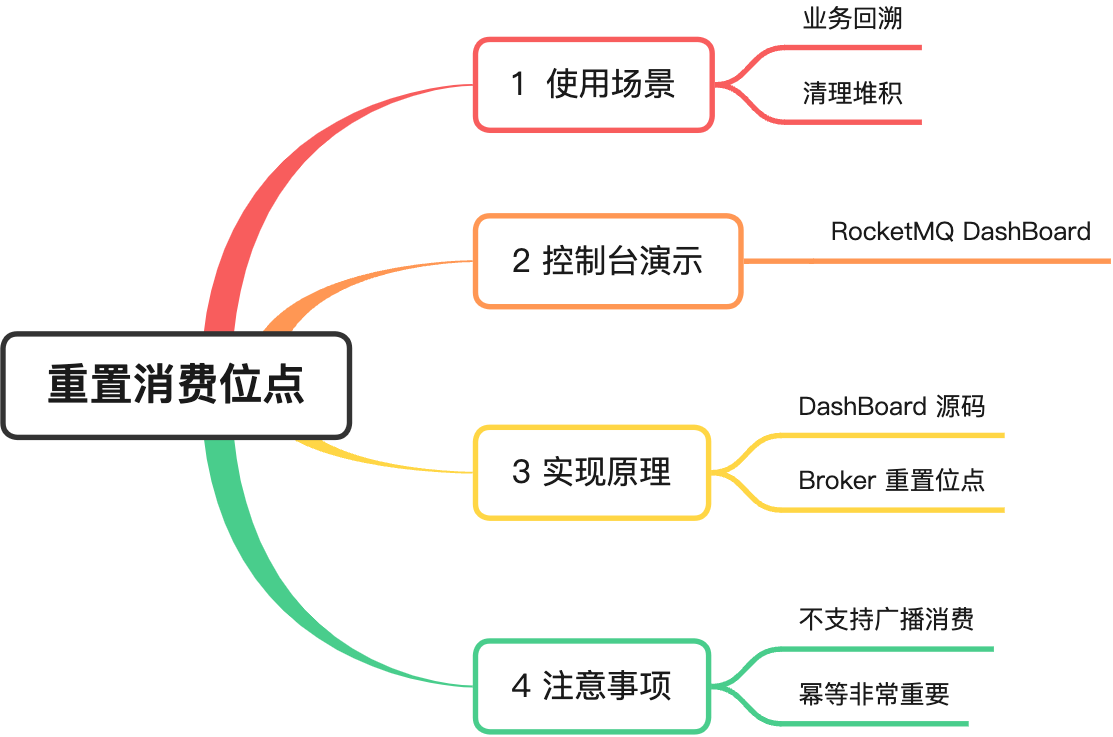 重置消费位点
1 使用场景
业务回溯
清理堆积
2 控制台演示
RocketMQ DashBoard
3 实现原理
DashBoard 源码
Broker 重置位点
4 注意事项
不支持广播消费
幂等非常重要